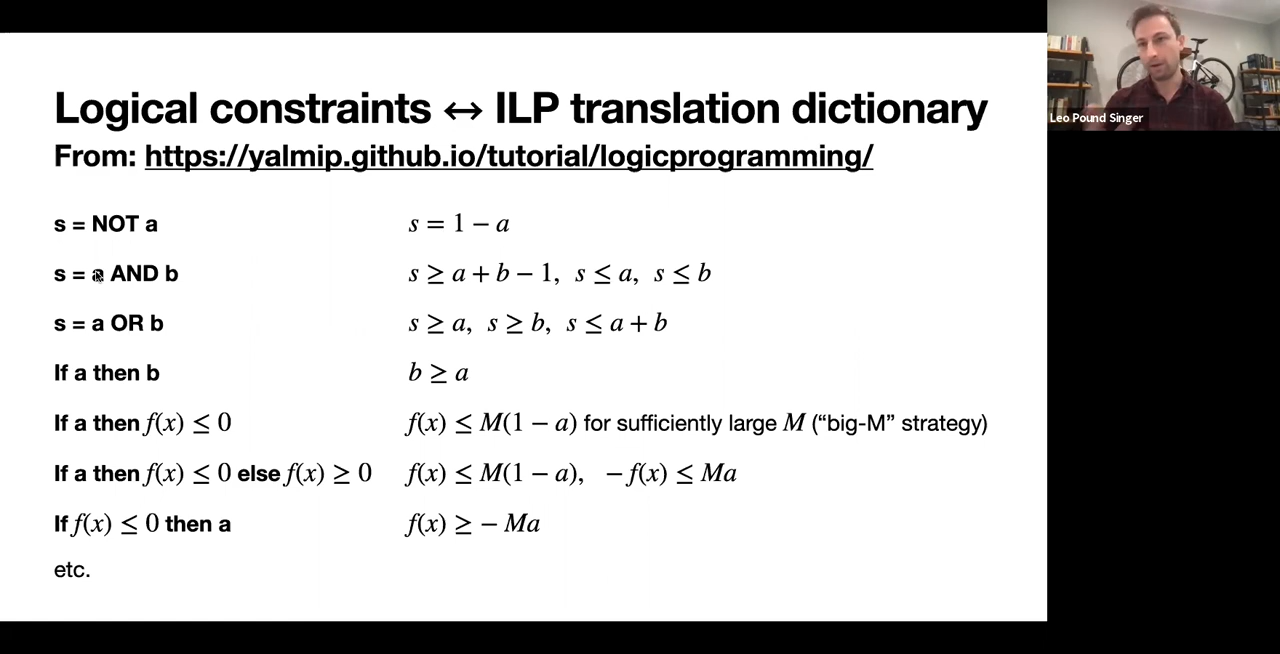 Logical constraints ↔ ILP translation dictionary
From: https://yalmip.github.io/tutorial/logicprogramming/
s = NOT a s = 1 − a
s = a AND b s ≥ a + b − 1, s ≤ a, s ≤ b
s = a OR b s ≥ a, s ≥ b, s ≤ a + b
If a then b b ≥ a
If a then f(x) ≤ 0 f(x) ≤ M(1 − a) for sufficiently large M (“big-M” strategy)
If a then f(x) ≤ 0 else f(x) ≥ 0 f(x) ≤ M(1 − a), − f(x) ≤ Ma
If f(x) ≤ 0 then a f(x) ≥ − Ma
etc.
Leo Pound Singer